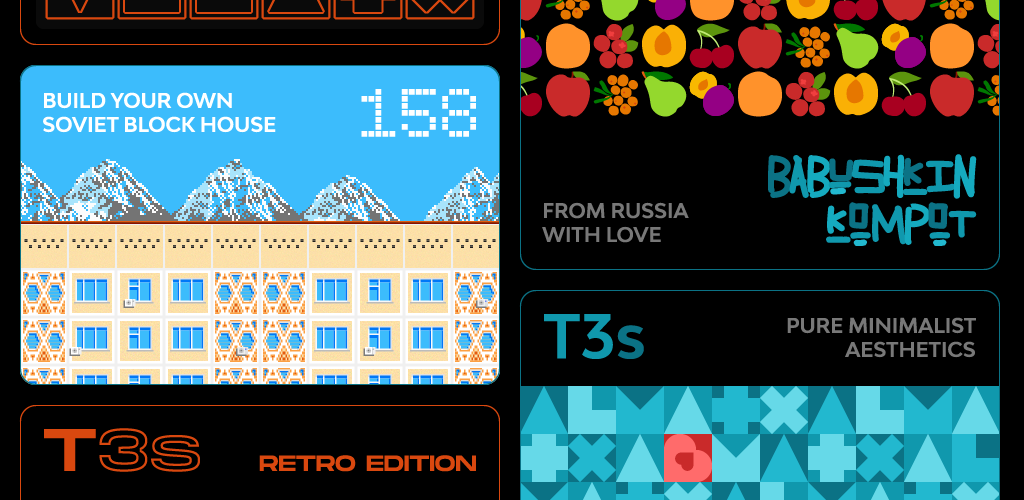 BUILD YOUR OWN
SOVIET BLOCK HOUSE
158
T3s
RETRO EDITION
FROM RUSSIA
WITH LOVE
BABUSHKIN
KOMPOT
T3s
PURE MINIMALIST
AESTHETICS